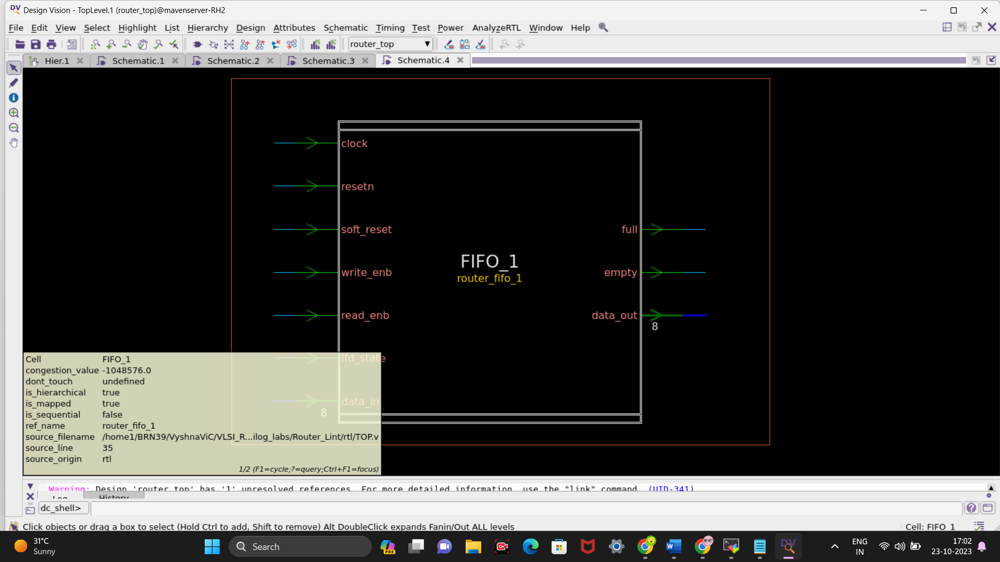 Design Vision - TopLevel.1 (router_top)@mavenserver-RH2
File Edit View Select Highlight List Hierarchy Design Attributes Schematic Timing Test Power AnalyzeRTL Window Help
router_top
Hier.1 Schematic.1 Schematic.2 Schematic.3 Schematic.4
clock
resetn
soft_reset full
FIFO_1
router_fifo_1
write_enb empty
read_enb data_out
8
lfd_state
data_in
8
Cell FIFO_1
congestion_value -1048576.0
dont_touch undefined
is_hierarchical true
is_mapped true
is_sequential false
ref_name router_fifo_1
source_filename /home1/BRN39/VyshnaViC/VLSI_R...ilog_labs/Router_Lint/rtl/TOP.v
source_line 35
source_origin rtl
1/2 (F1=cycle;?=query;Ctrl+F1=focus)
Warning: Design 'router_top' has '1' unresolved references. For more detailed information, use the "link" command. (UID-341)
Log History
dc_shell>
Click objects or drag a box to select (Hold Ctrl to add, Shift to remove) Alt DoubleClick expands Fanin/Out ALL levels
Cell: FIFO_1
31°C
Sunny
Search
PRE
ENG
IN
17:02
23-10-2023